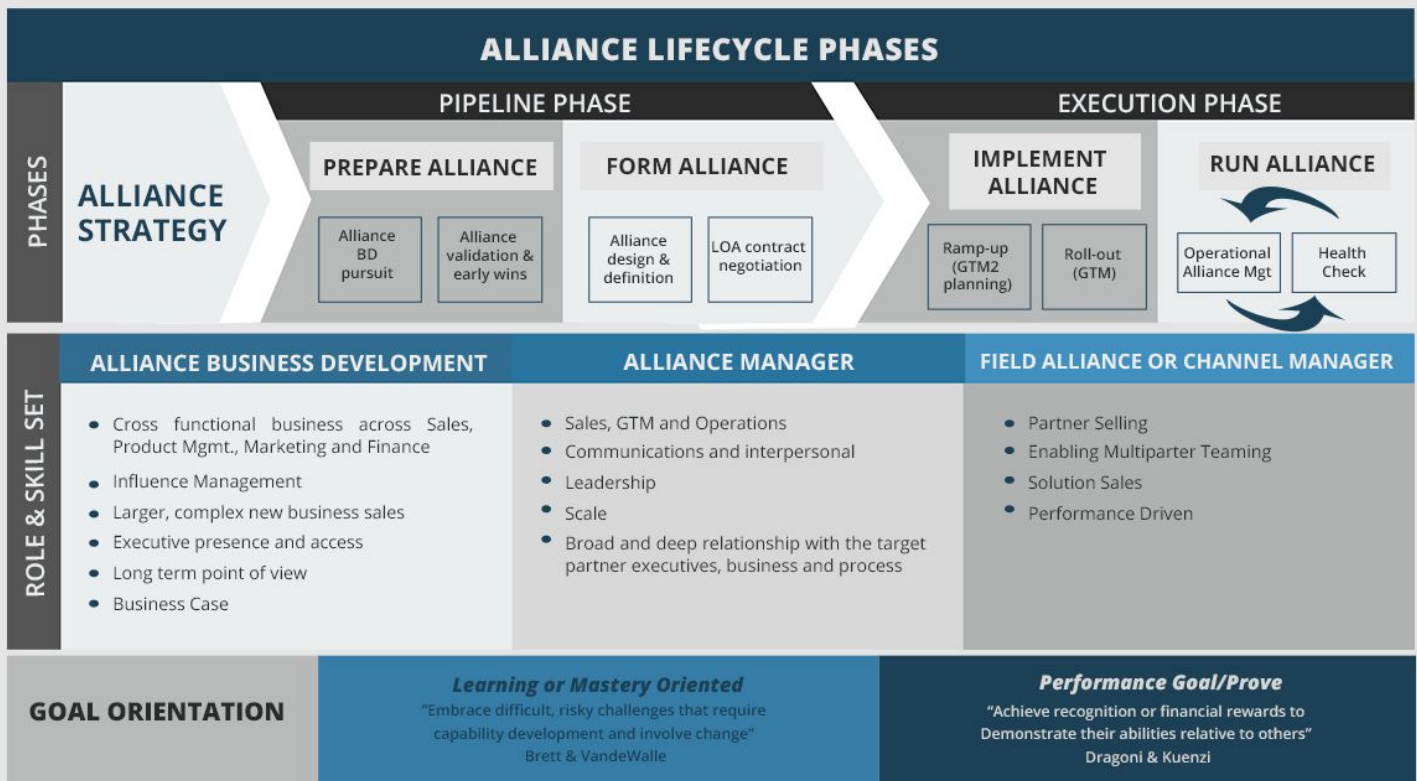 ALLIANCE LIFECYCLE PHASES
PHASES
ALLIANCE
STRATEGY
PIPELINE PHASE
PREPARE ALLIANCE
Alliance
BD
pursuit
Alliance
validation &
early wins
FORM ALLIANCE
Alliance
design &
definition
LOA contract
negotiation
EXECUTION PHASE
IMPLEMENT
ALLIANCE
Ramp-up
(GTM2
planning)
Roll-out
(GTM)
RUN ALLIANCE
Operational
Alliance Mgt
Health
Check
ROLE & SKILL SET
ALLIANCE BUSINESS DEVELOPMENT
• Cross functional business across Sales,
Product Mgmt., Marketing and Finance
• Influence Management
• Larger, complex new business sales
• Executive presence and access
• Long term point of view
• Business Case
ALLIANCE MANAGER
• Sales, GTM and Operations
• Communications and interpersonal
• Leadership
• Scale
• Broad and deep relationship with the target
partner executives, business and process
FIELD ALLIANCE OR CHANNEL MANAGER
• Partner Selling
• Enabling Multiparter Teaming
• Solution Sales
• Performance Driven
GOAL ORIENTATION
Learning or Mastery Oriented
“Embrace difficult, risky challenges that require
capability development and involve change”
Brett & VandeWalle
Performance Goal/Prove
“Achieve recognition or financial rewards to
Demonstrate their abilities relative to others”
Dragoni & Kuenzi